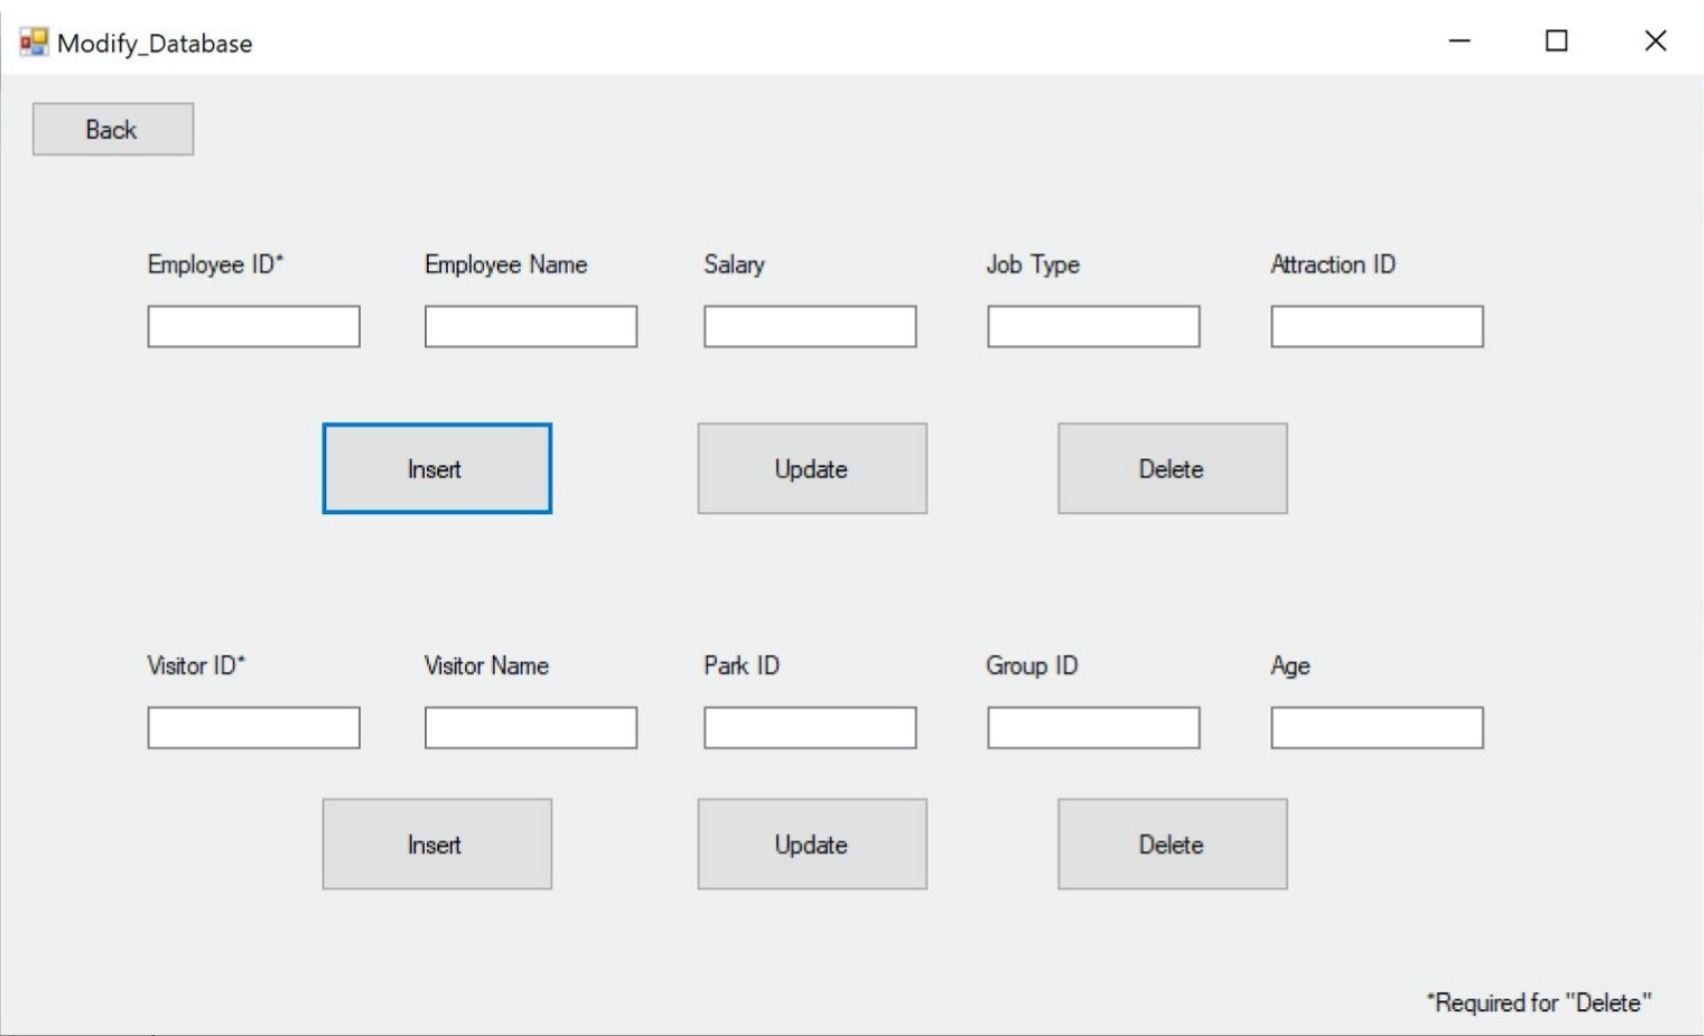 Modify_Database
Back
Employee ID* Employee Name Salary Job Type Attraction ID
Insert Update Delete
Visitor ID* Visitor Name Park ID Group ID Age
Insert Update Delete
*Required for "Delete"